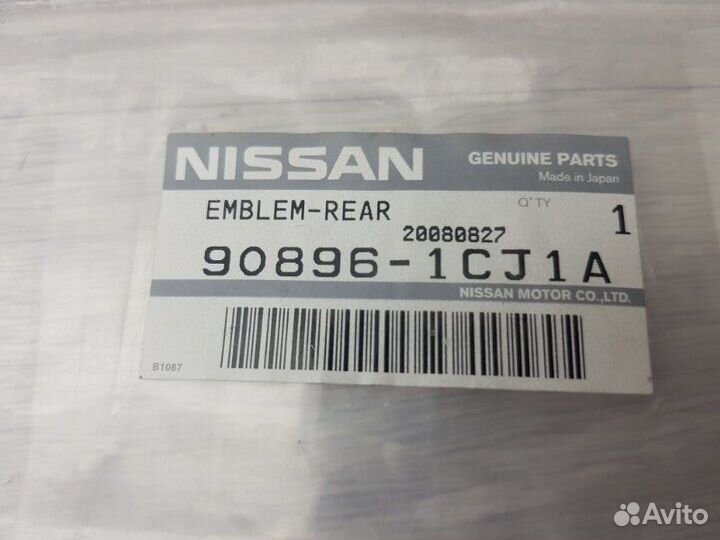 NISSAN
GENUINE PARTS
Made in Japan
EMBLEM-REAR
Q'TY
1
20080827
90896-1CJ1A
NISSAN MOTOR CO.,LTD.
B1087
Avito